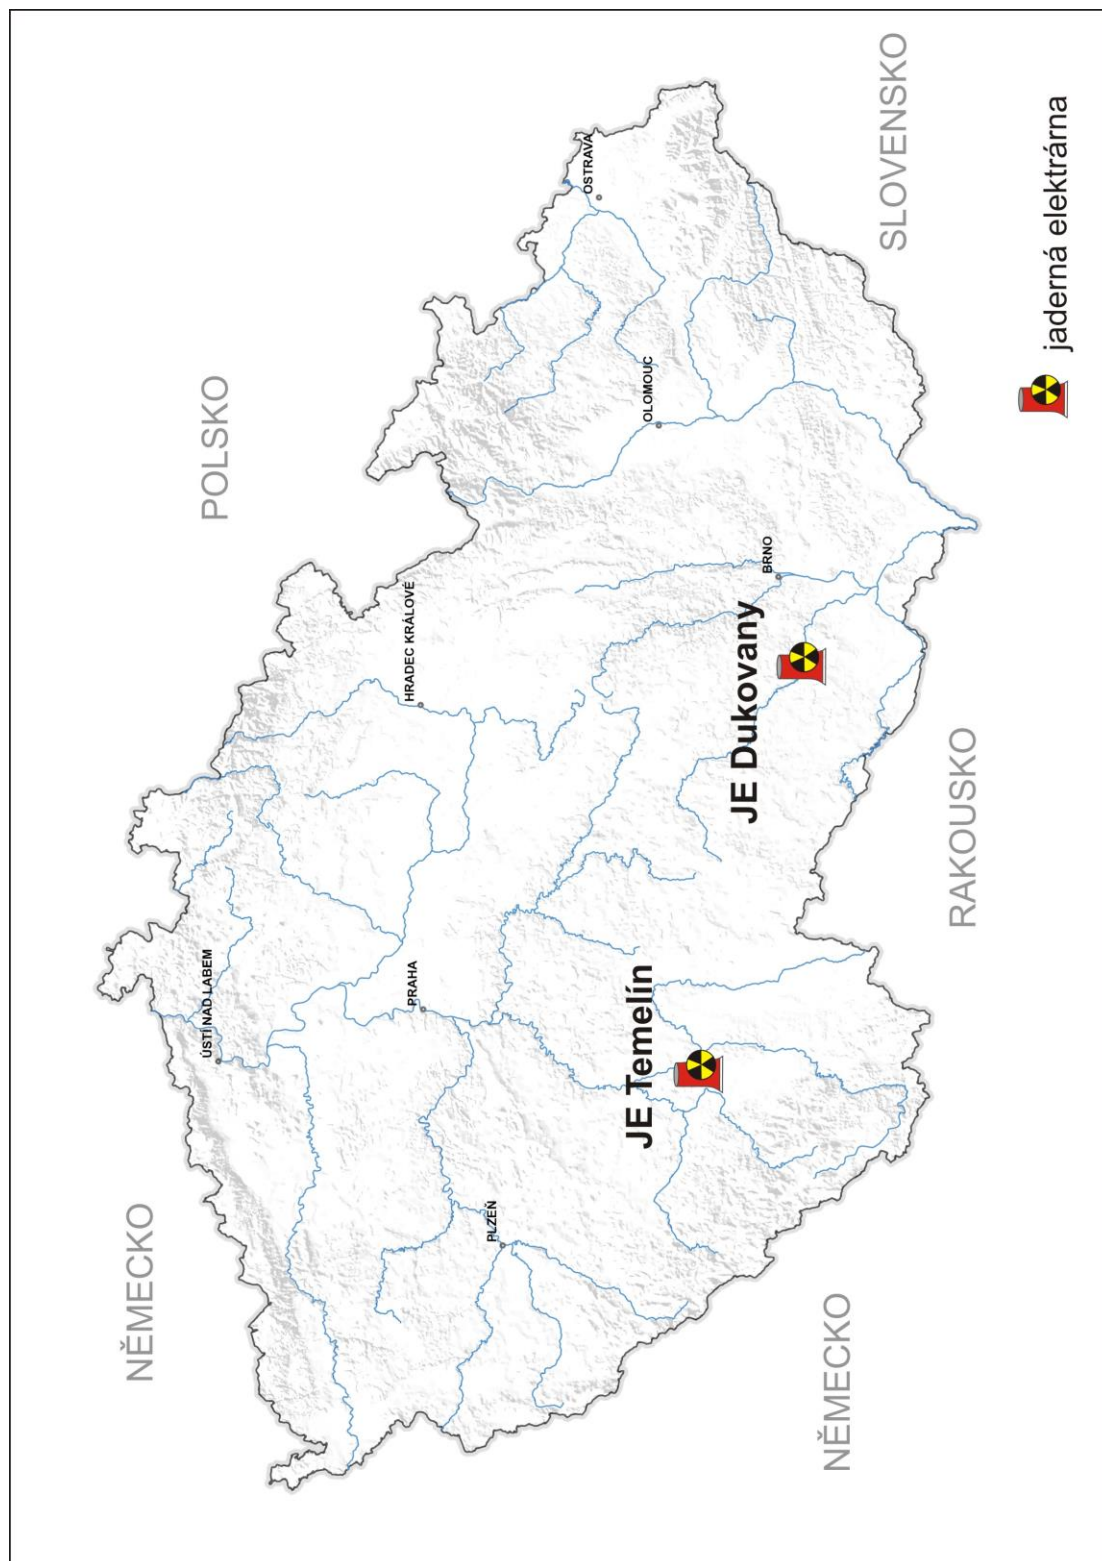 POLSKO
NĚMECKO
ÚSTÍ NAD LABEM
HRADEC KRÁLOVÉ
PRAHA
PLZEŇ
OSTRAVA
OLOMOUC
BRNO
JE Temelín
JE Dukovany
NĚMECKO
RAKOUSKO
SLOVENSKO
jaderná elektrárna